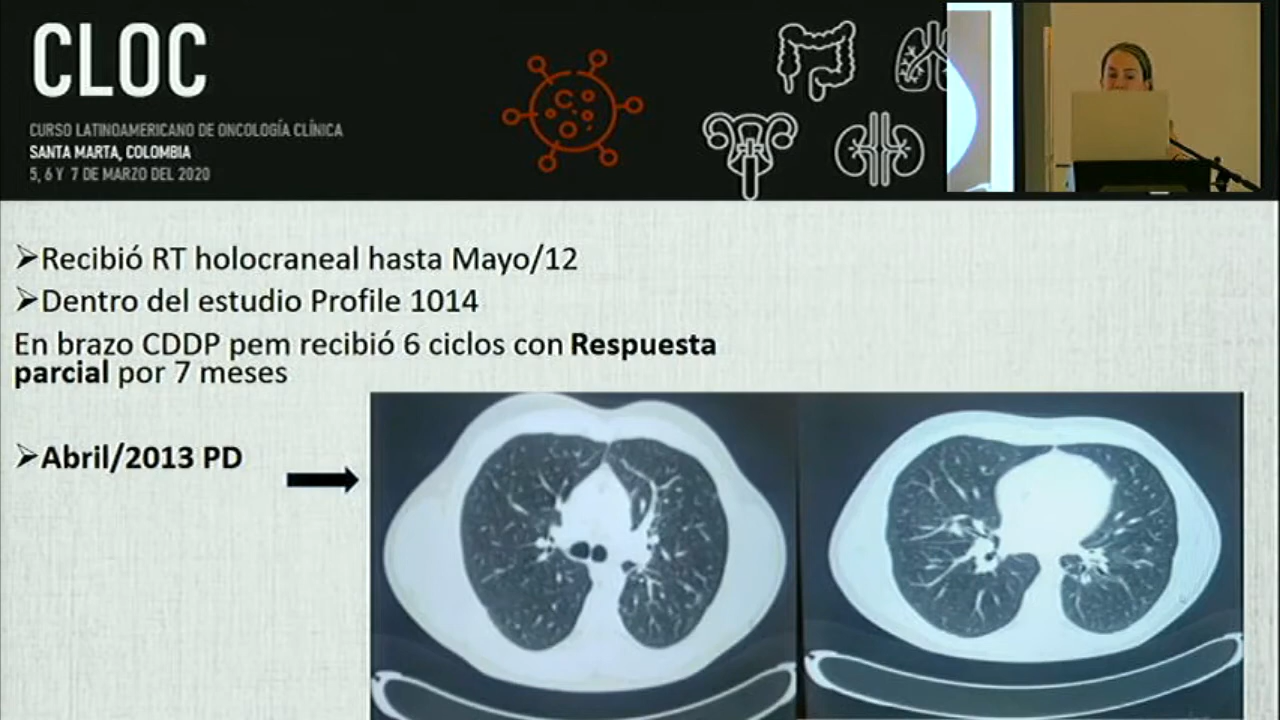 CLOC
CURSO LATINOAMERICANO DE ONCOLOGÍA CLÍNICA
SANTA MARTA, COLOMBIA
5, 6 Y 7 DE MARZO DEL 2020
➢Recibió RT holocraneal hasta Mayo/12
➢Dentro del estudio Profile 1014
En brazo CDDP pem recibió 6 ciclos con Respuesta
parcial por 7 meses
➢Abril/2013 PD